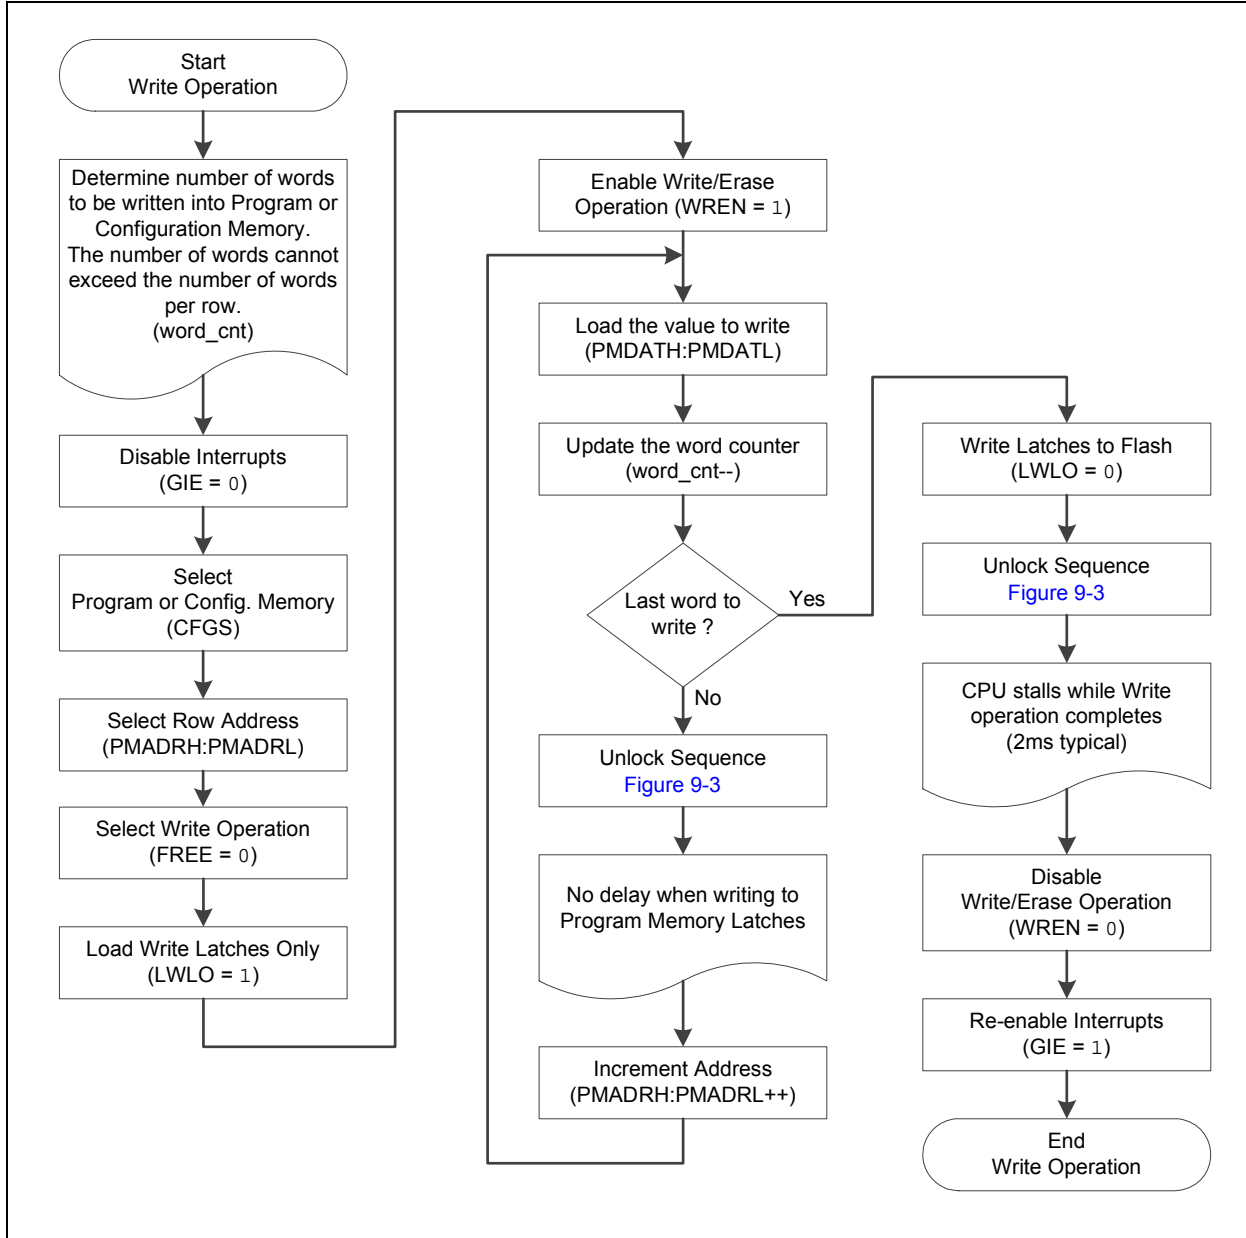 Start
Write Operation
Determine number of words
to be written into Program or
Configuration Memory.
The number of words cannot
exceed the number of words
per row.
(word_cnt)
Disable Interrupts
(GIE = 0)
Select
Program or Config. Memory
(CFGS)
Select Row Address
(PMADRH:PMADRL)
Select Write Operation
(FREE = 0)
Load Write Latches Only
(LWLO = 1)
Enable Write/Erase
Operation (WREN = 1)
Load the value to write
(PMDATH:PMDATL)
Update the word counter
(word_cnt--)
Last word to
write ?
Yes
No
Unlock Sequence
Figure 9-3
No delay when writing to
Program Memory Latches
Increment Address
(PMADRH:PMADRL++)
Write Latches to Flash
(LWLO = 0)
Unlock Sequence
Figure 9-3
CPU stalls while Write
operation completes
(2ms typical)
Disable
Write/Erase Operation
(WREN = 0)
Re-enable Interrupts
(GIE = 1)
End
Write Operation